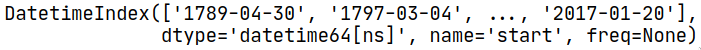 DatetimeIndex(['1789-04-30', '1797-03-04', ..., '2017-01-20'],
dtype='datetime64[ns]', name='start', freq=None)